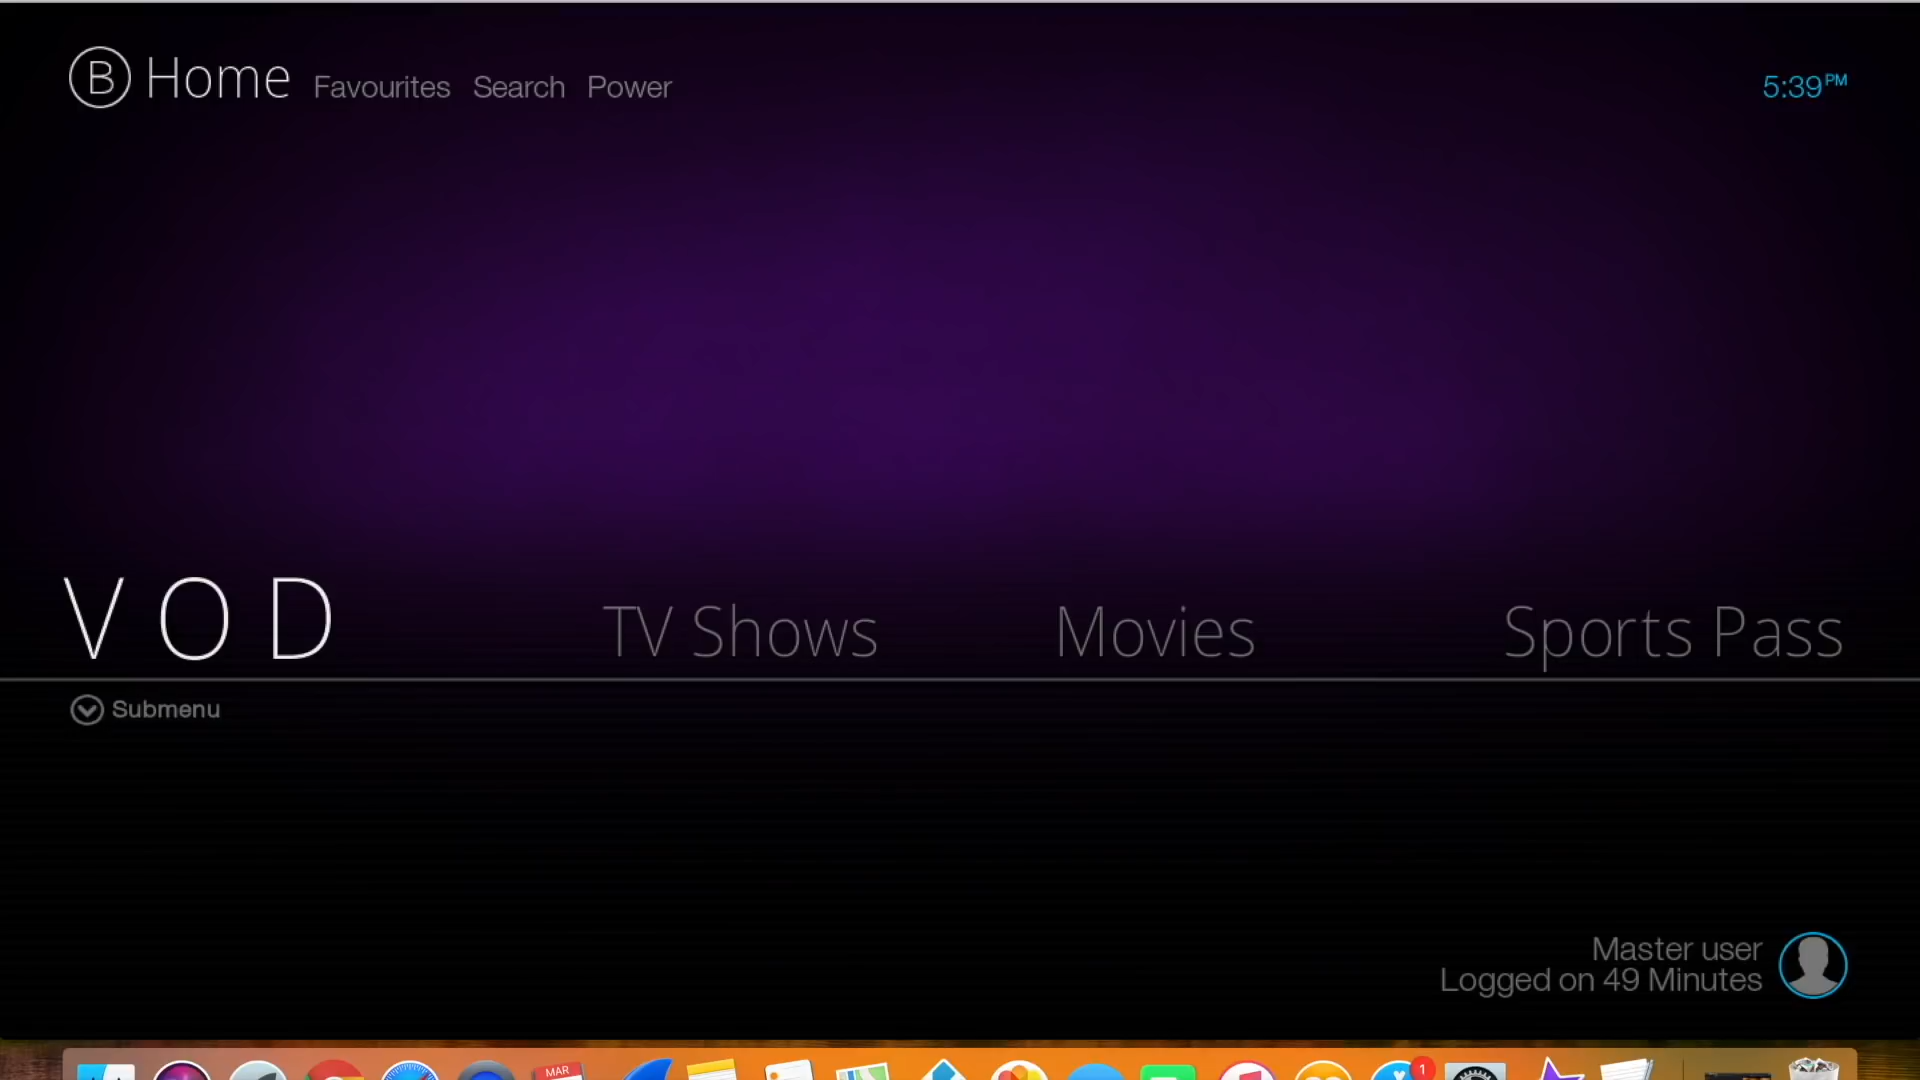 B Home Favourites Search Power
5:39PM
VOD TV Shows Movies Sports Pass
Submenu
Master user
Logged on 49 Minutes
MAR
1